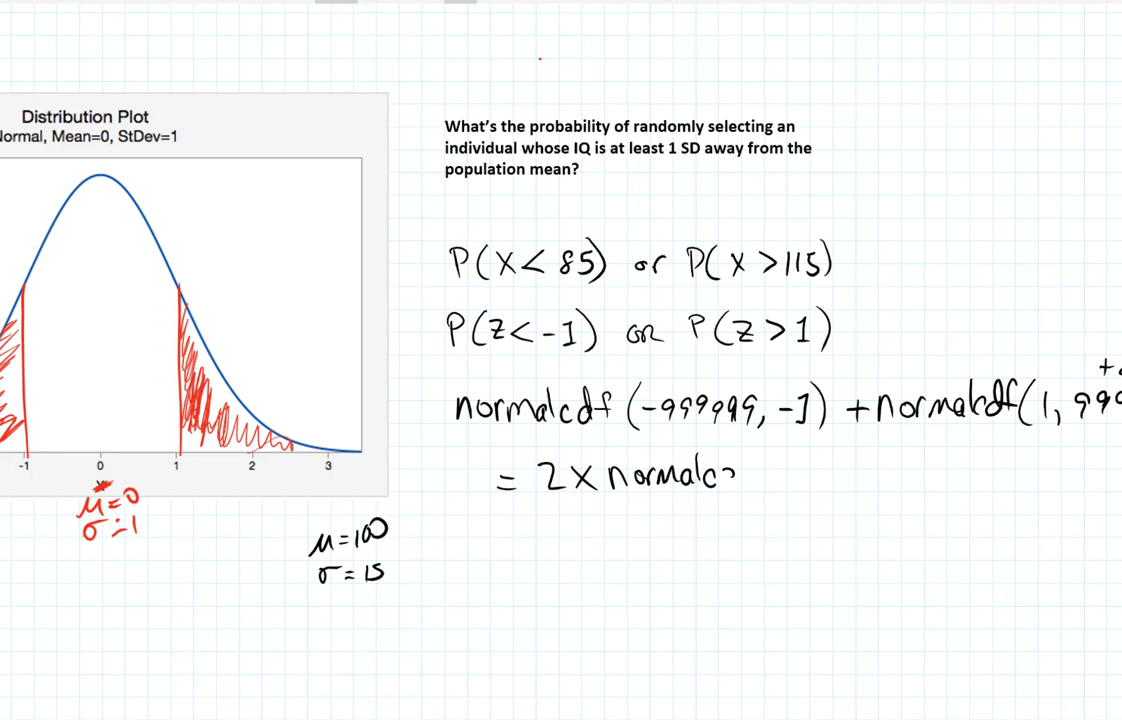 Distribution Plot
Normal, Mean=0, StDev=1
-1 0 1 2 3
X
μ=0
σ=1
μ=100
σ=15
What's the probability of randomly selecting an
individual whose IQ is at least 1 SD away from the
population mean?
P(X<85) or P(X>115)
P(Z<-1) or P(Z>1)
normalcdf(-999999,-1)+normalcdf(1,999
=2×normalc